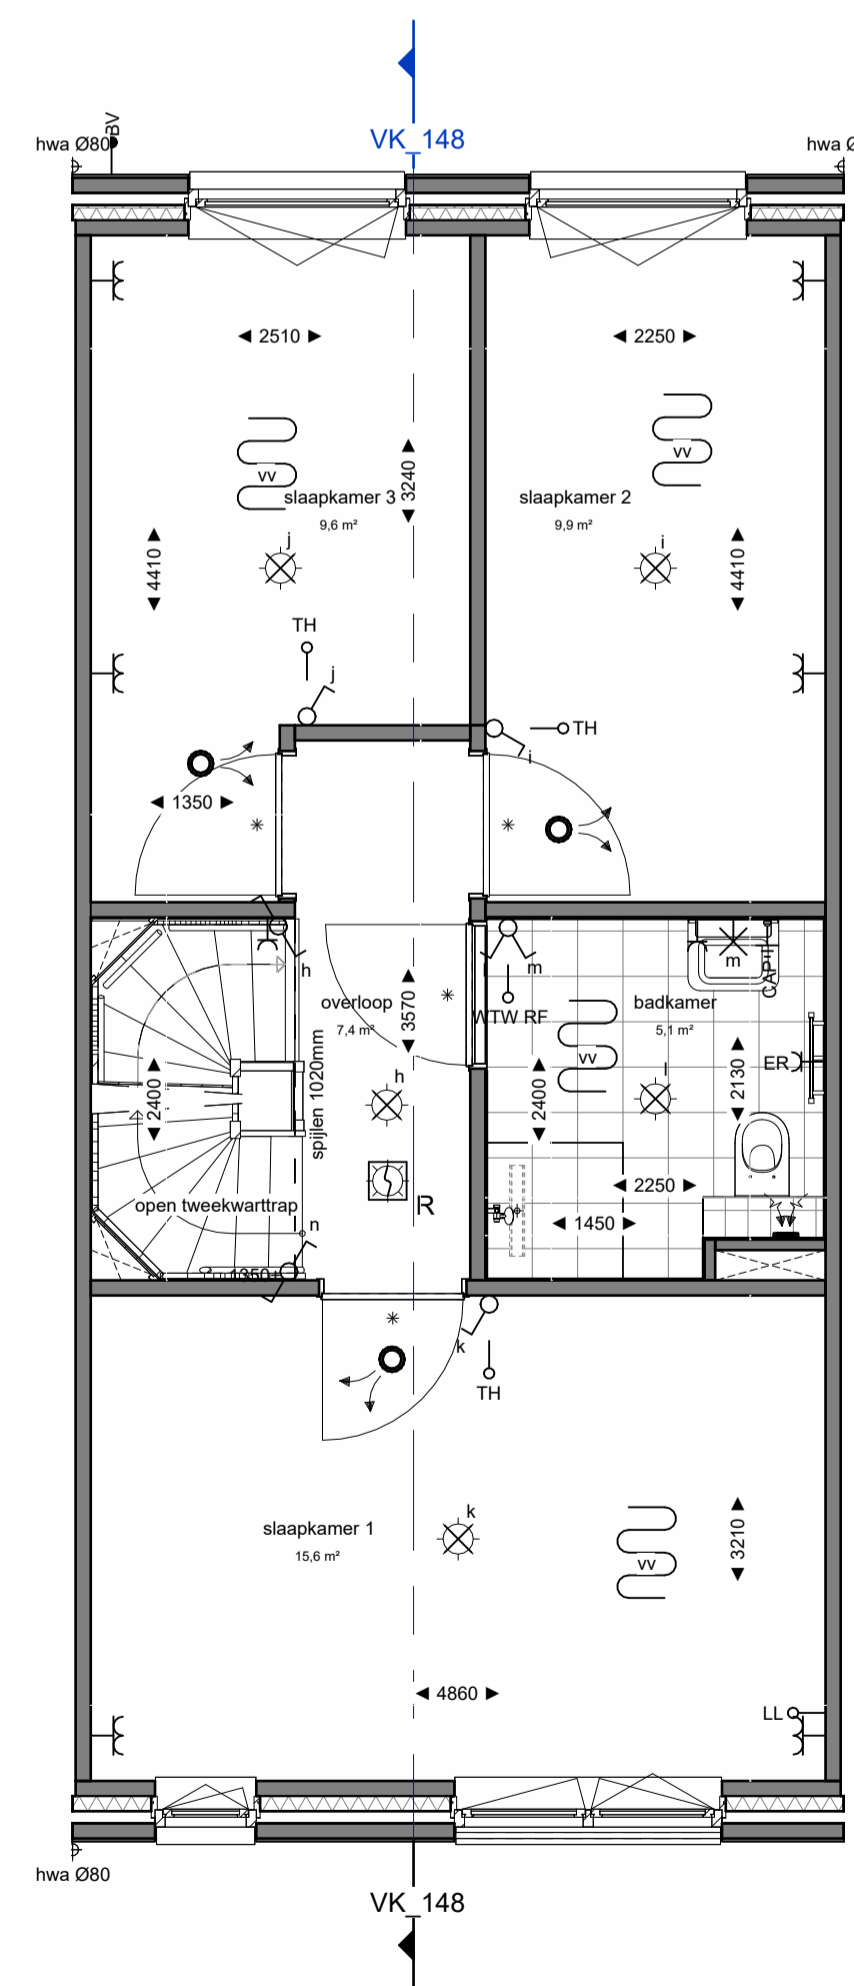 VK_148
BV
hwa Ø80
hwa Ø
2510
2250
vv
vv
3240
slaapkamer 3
9,6 m²
slaapkamer 2
9,9 m²
j
i
4410
4410
TH
j
TH
i
1350
h
m
m
CAP
WTW RF
overloop
7,4 m²
3570
badkamer
5,1 m²
vv
ER
2130
2400
2400
h
l
spijlen 1020mm
R
2250
1450
open tweekwarttrap
n
1350+
k
TH
slaapkamer 1
15,6 m²
k
vv
3210
4860
LL
hwa Ø80
VK_148